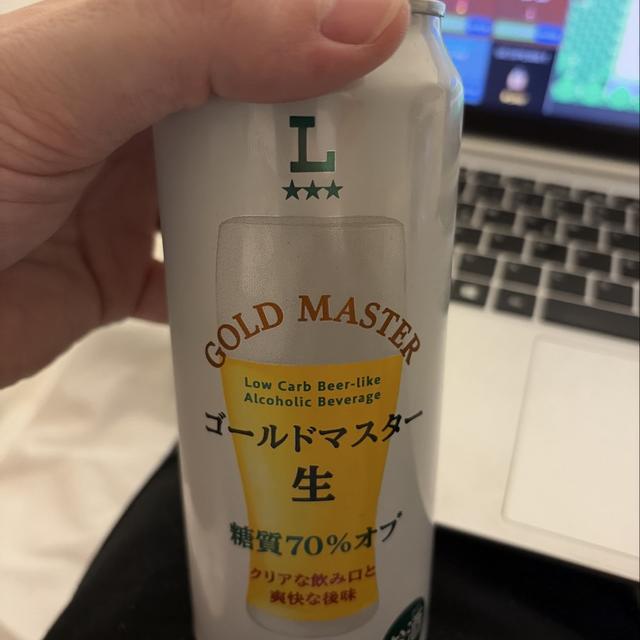 L
★★★
GOLD MASTER
Low Carb Beer-like
Alcoholic Beverage
ゴールドマスター
生
糖質70%オフ
クリアな飲み口と
爽快な後味